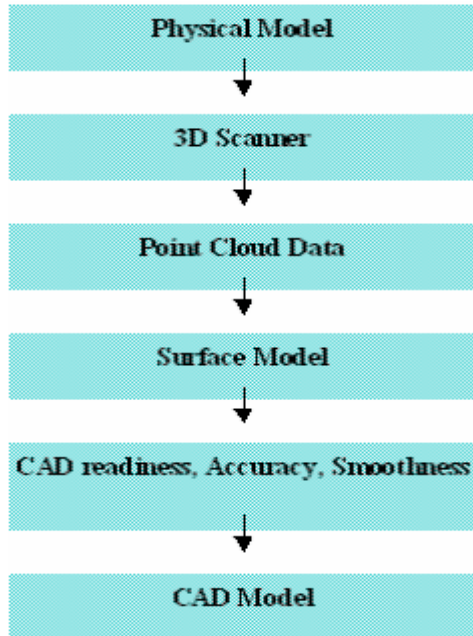 Physical Model
3D Scanner
Point Cloud Data
Surface Model
CAD readiness, Accuracy, Smoothness
CAD Model